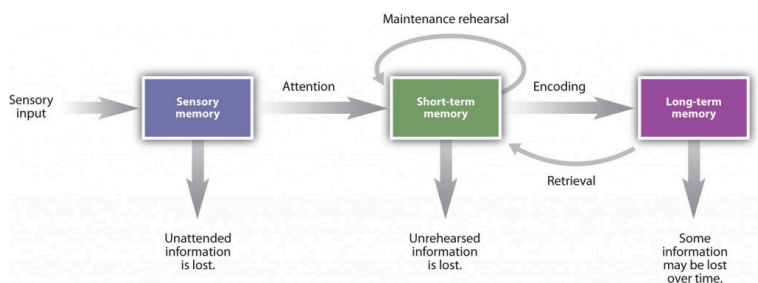 Maintenance rehearsal
Sensory
input
Sensory
memory
Attention
Short-term
memory
Encoding
Long-term
memory
Retrieval
Unattended
information
is lost.
Unrehearsed
information
is lost.
Some
information
may be lost
over time.